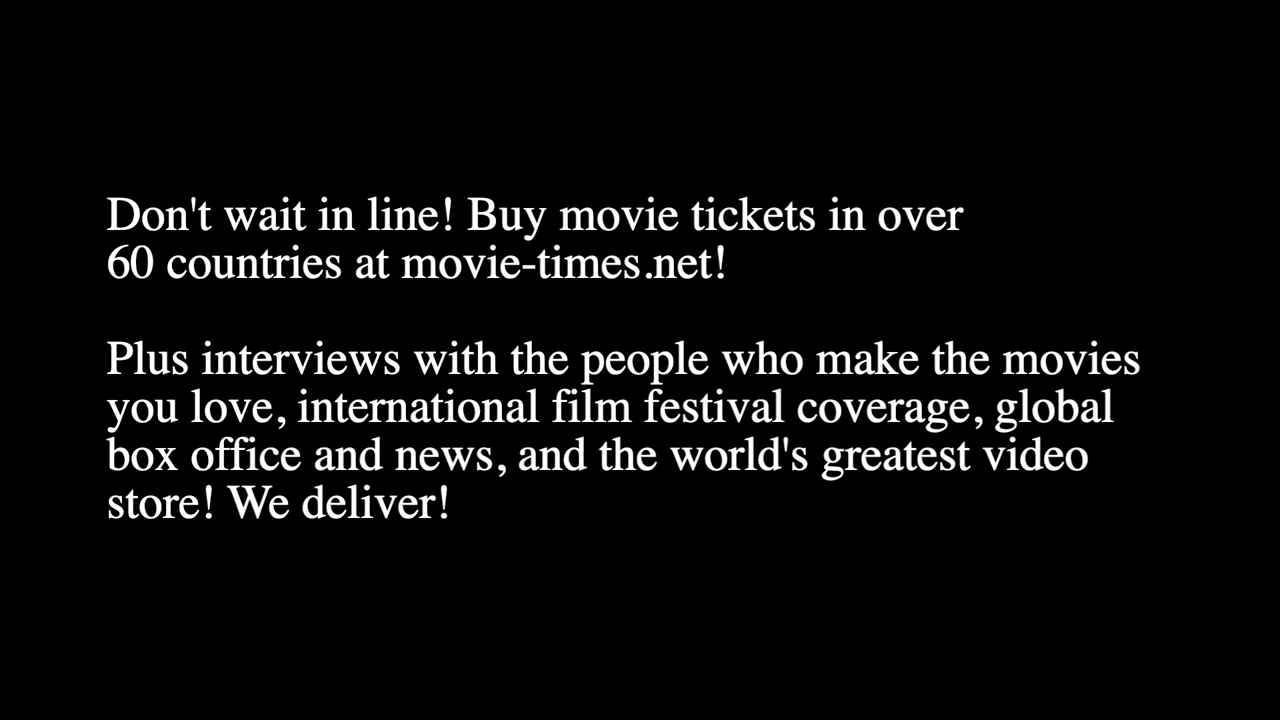 Don't wait in line! Buy movie tickets in over
60 countries at movie-times.net!
Plus interviews with the people who make the movies
you love, international film festival coverage, global
box office and news, and the world's greatest video
store! We deliver!